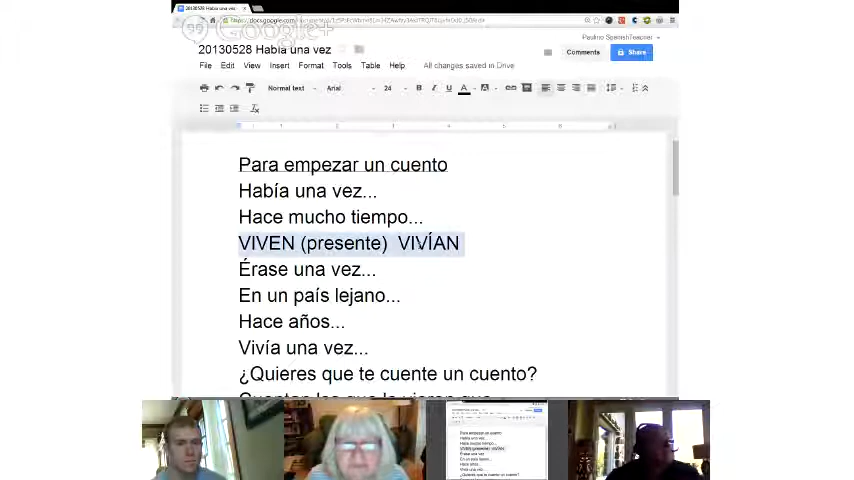 20130528 Había una vez
Paulino SpanishTeacher
File Edit View Insert Format Tools Table Help All changes saved in Drive
Comments Share
Normal text Arial 24 B I U A
Para empezar un cuento
Había una vez...
Hace mucho tiempo...
VIVEN (presente) VIVÍAN
Érase una vez...
En un país lejano...
Hace años...
Vivía una vez...
¿Quieres que te cuente un cuento?